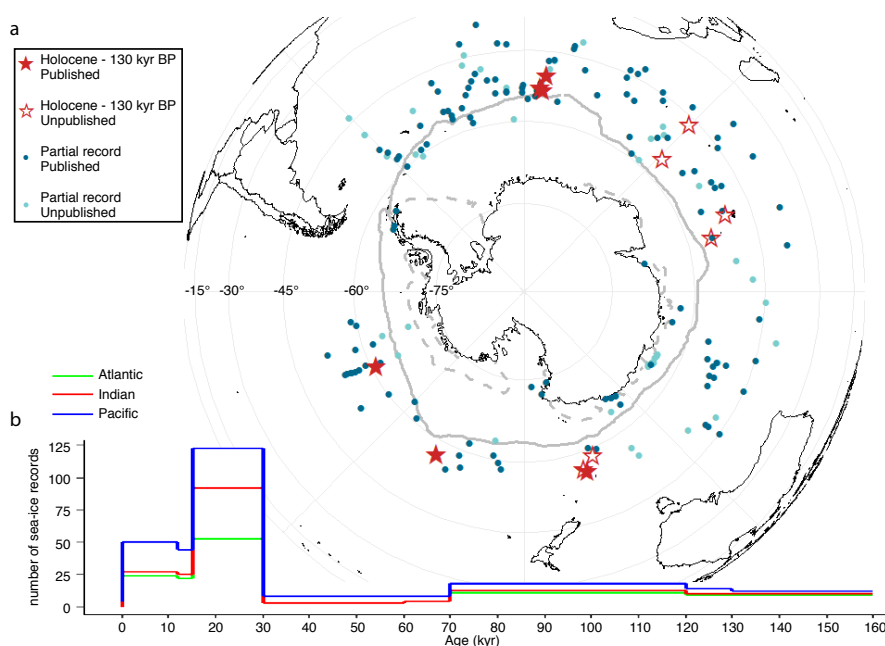 a
Holocene - 130 kyr BP
Published
Holocene - 130 kyr BP
Unpublished
Partial record
Published
Partial record
Unpublished
-15° -30° -45° -60° -75°
Atlantic
Indian
Pacific
b
number of sea-ice records
125
100
75
50
25
0
0 10 20 30 40 50 60 70 80 90 100 110 120 130 140 150 160
Age (kyr)